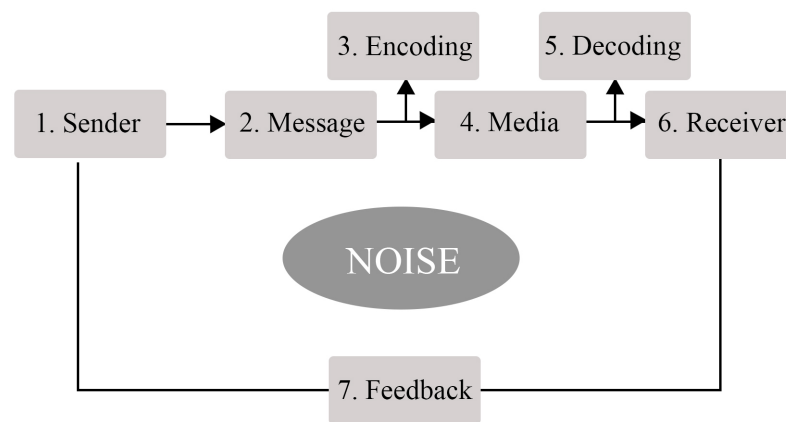 3. Encoding
5. Decoding
1. Sender
2. Message
4. Media
6. Receiver
NOISE
7. Feedback